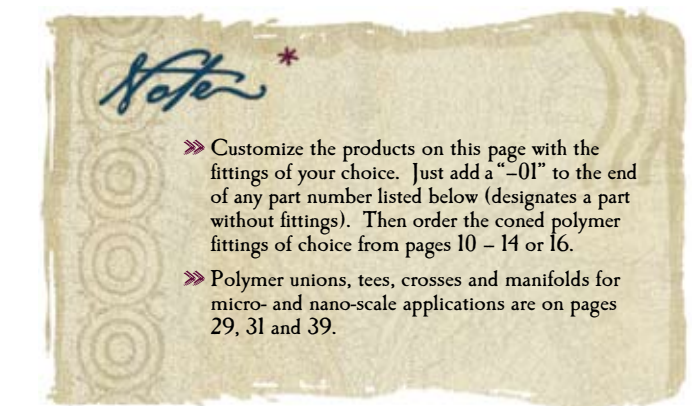 Notes*
» Customize the products on this page with the
fittings of your choice. Just add a “–01” to the end
of any part number listed below (designates a part
without fittings). Then order the coned polymer
fittings of choice from pages 10 – 14 or 16.
» Polymer unions, tees, crosses and manifolds for
micro- and nano-scale applications are on pages
29, 31 and 39.